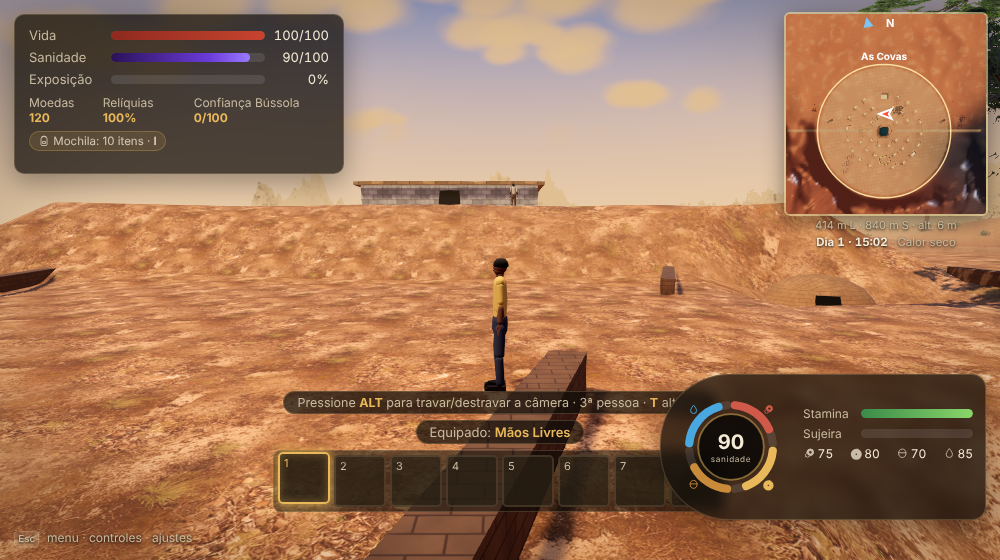 Vida 100/100
Sanidade 90/100
Exposição 0%
Moedas Relíquias Confiança Bússola
120 100% 0/100
Mochila: 10 itens · I
N
As Covas
414 m L · 840 m S · alt. 6 m
Dia 1 · 15:02 Calor seco
Pressione ALT para travar/destravar a câmera · 3ª pessoa · T alt
Equipado: Mãos Livres
1 2 3 4 5 6 7
90
sanidade
Stamina
Sujeira
75 80 70 85
Esc menu · controles · ajustes